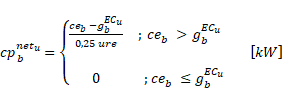 cp_b^{net_u} = { (ce_b − g_b^{EC_u}) / (0,25 ure) ; ce_b > g_b^{EC_u}
0 ; ce_b ≤ g_b^{EC_u} [kW]